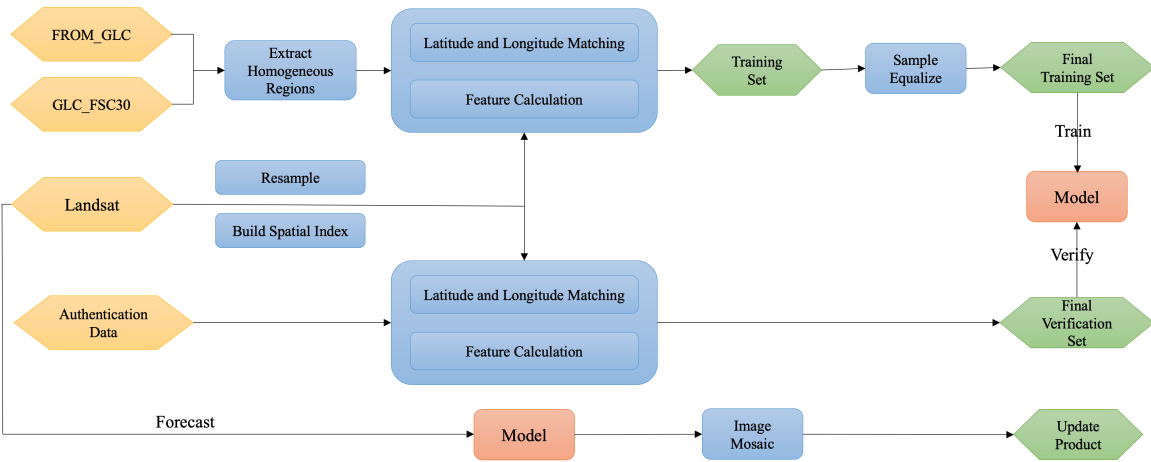 FROM_GLC
GLC_FSC30
Extract
Homogeneous
Regions
Latitude and Longitude Matching
Feature Calculation
Training
Set
Sample
Equalize
Final
Training Set
Train
Model
Verify
Landsat
Resample
Build Spatial Index
Authentication
Data
Latitude and Longitude Matching
Feature Calculation
Final
Verification
Set
Forecast
Model
Image
Mosaic
Update
Product